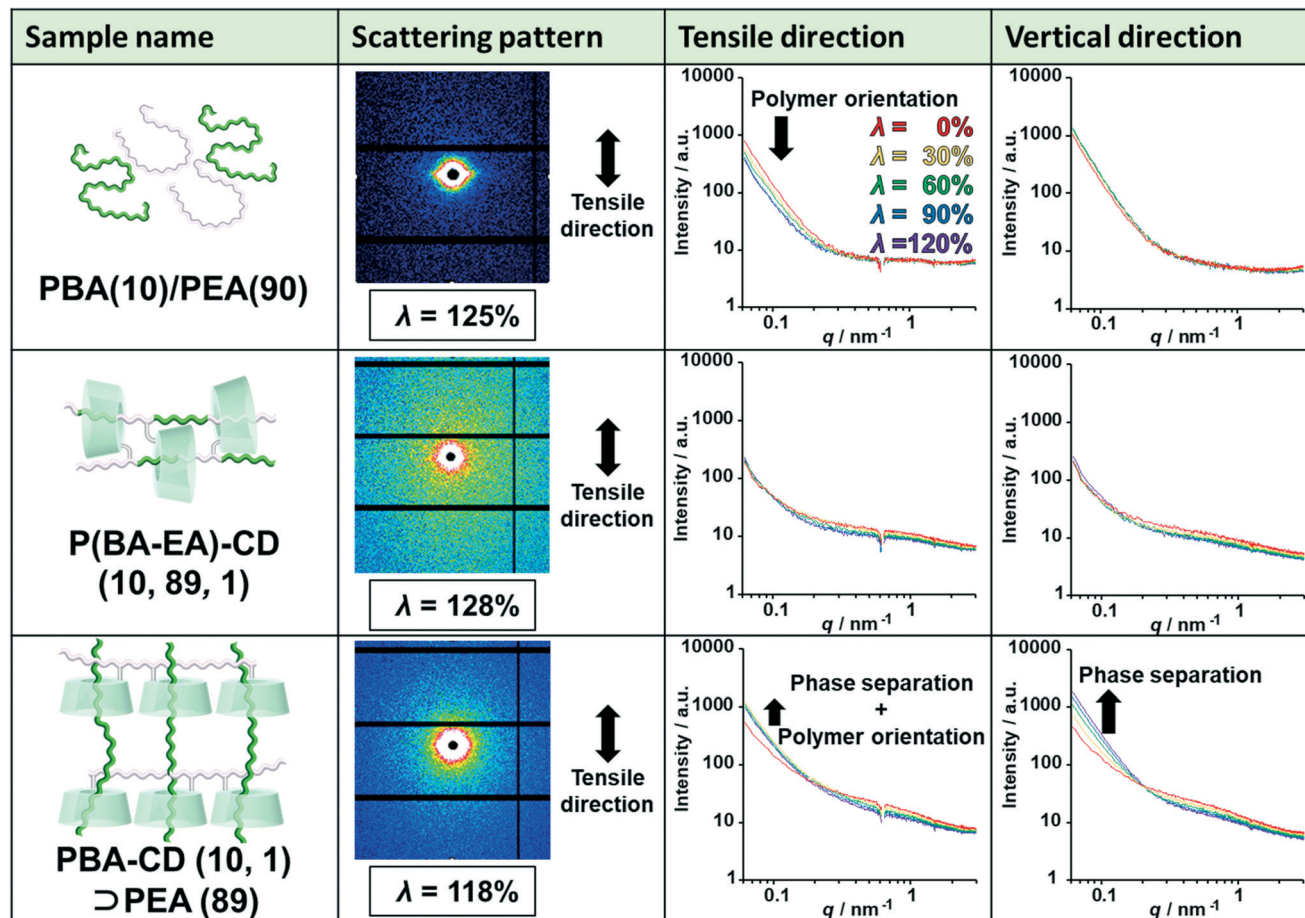 Sample name
Scattering pattern
Tensile direction
Vertical direction
PBA(10)/PEA(90)
Tensile
direction
λ = 125%
Intensity / a.u.
10000
1000
100
10
1
Polymer orientation
λ = 0%
λ = 30%
λ = 60%
λ = 90%
λ =120%
0.1
1
q / nm⁻¹
Intensity / a.u.
10000
1000
100
10
1
0.1
1
q / nm⁻¹
P(BA-EA)-CD
(10, 89, 1)
Tensile
direction
λ = 128%
Intensity / a.u.
10000
1000
100
10
1
0.1
1
q / nm⁻¹
Intensity / a.u.
10000
1000
100
10
1
0.1
1
q / nm⁻¹
PBA-CD (10, 1)
⊃PEA (89)
Tensile
direction
λ = 118%
Intensity / a.u.
10000
1000
100
10
1
Phase separation
+
Polymer orientation
0.1
1
q / nm⁻¹
Intensity / a.u.
10000
1000
100
10
1
Phase separation
0.1
1
q / nm⁻¹